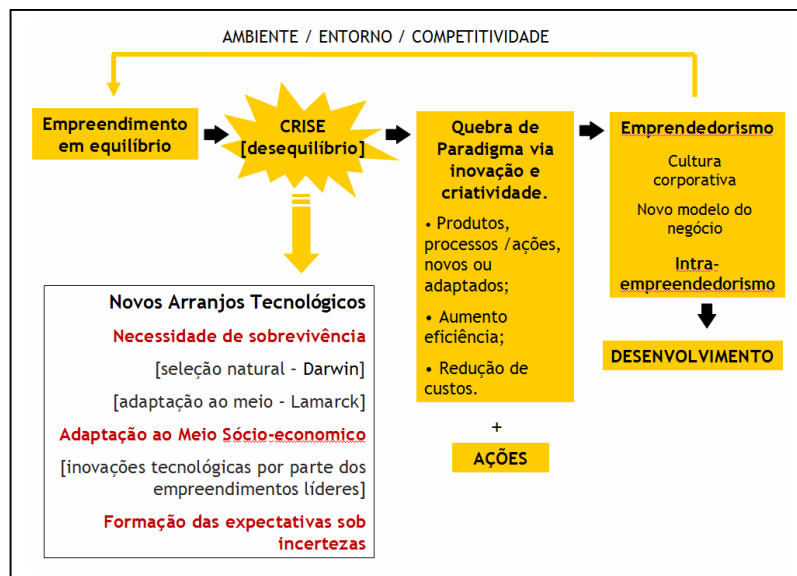 AMBIENTE / ENTORNO / COMPETITIVIDADE
Empreendimento
em equilíbrio
CRISE
[desequilíbrio]
Quebra de
Paradigma via
inovação e
criatividade.
• Produtos,
processos /ações,
novos ou
adaptados;
• Aumento
eficiência;
• Redução de
custos.
+
AÇÕES
Emprendedorismo
Cultura
corporativa
Novo modelo do
negócio
Intra-
empreendedorismo
DESENVOLVIMENTO
Novos Arranjos Tecnológicos
Necessidade de sobrevivência
[seleção natural - Darwin]
[adaptação ao meio - Lamarck]
Adaptação ao Meio Sócio-economico
[inovações tecnológicas por parte dos
empreendimentos líderes]
Formação das expectativas sob
incertezas